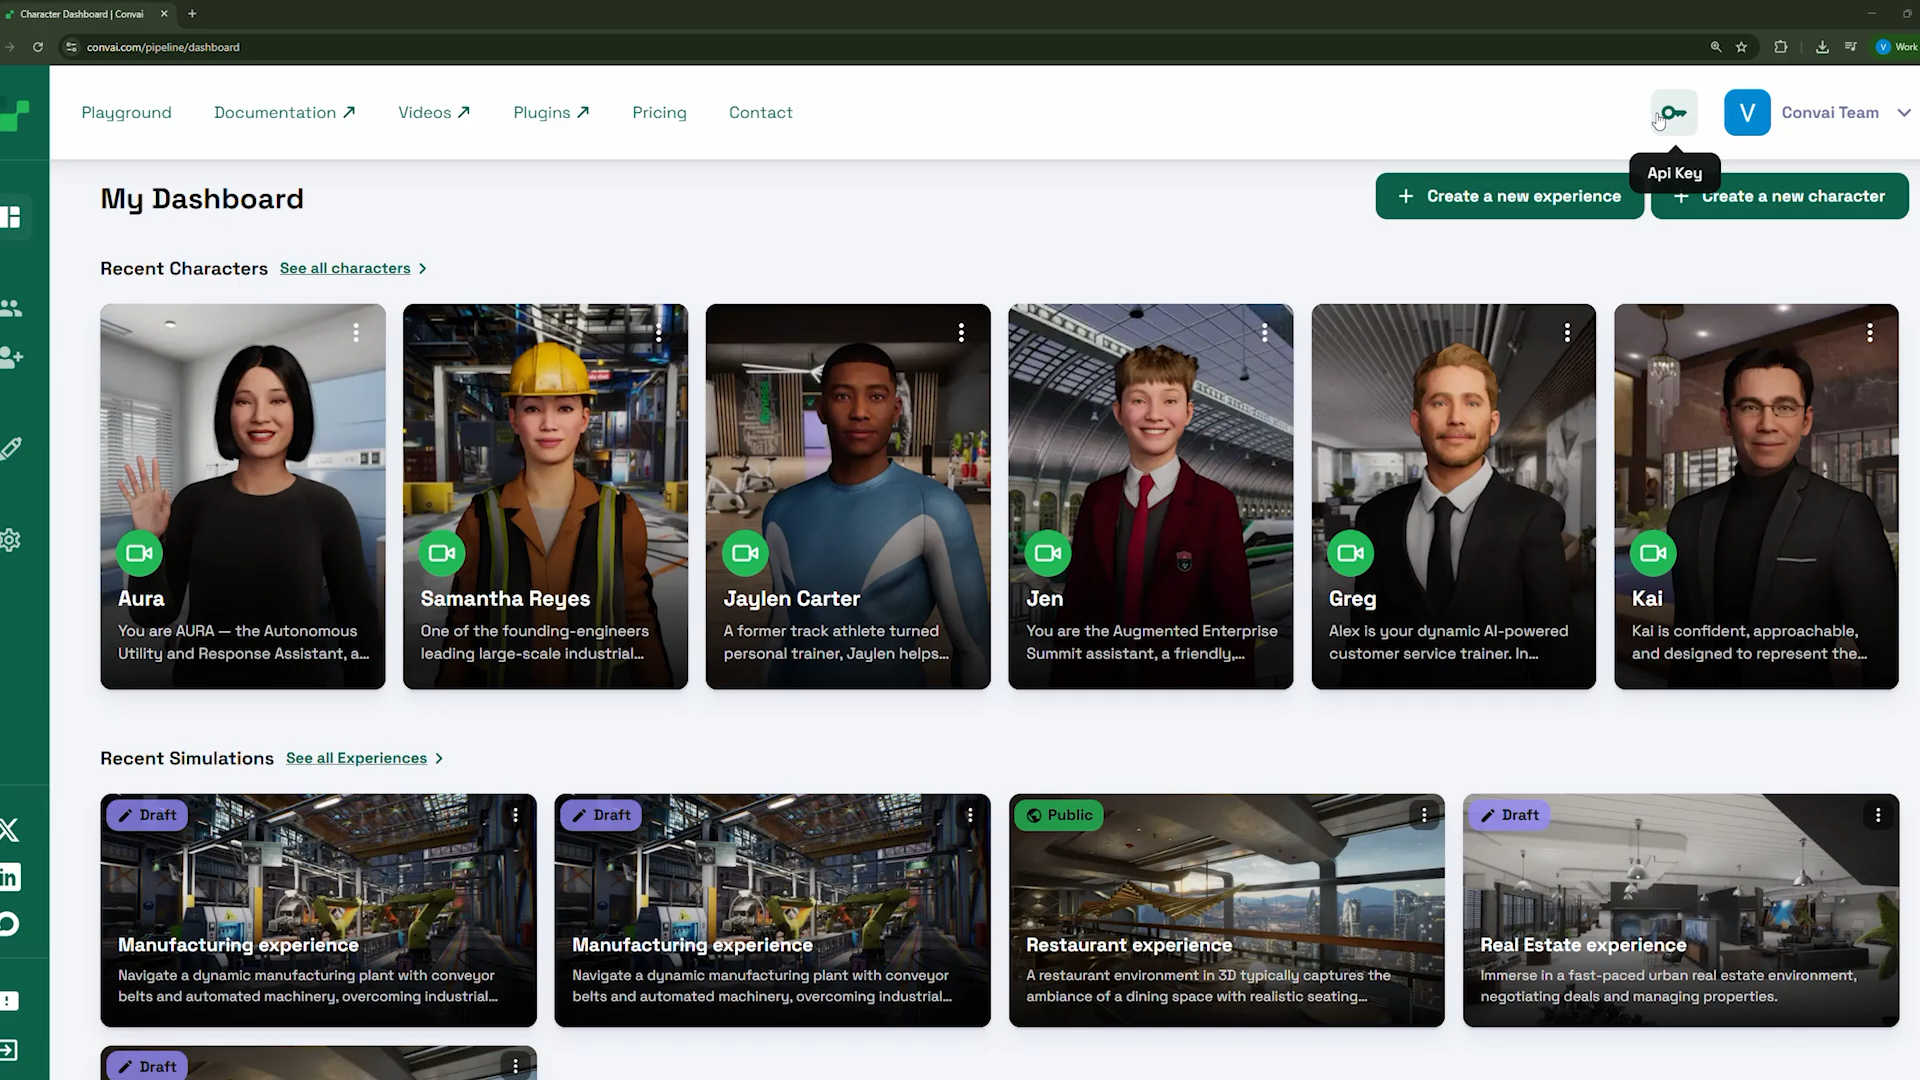 Character Dashboard | Convai
convai.com/pipeline/dashboard
Work
Playground
Documentation
Videos
Plugins
Pricing
Contact
V
Convai Team
Api Key
My Dashboard
Create a new experience
Create a new character
Recent Characters
See all characters
Aura
You are AURA — the Autonomous
Utility and Response Assistant, a...
Samantha Reyes
One of the founding-engineers
leading large-scale industrial...
Jaylen Carter
A former track athlete turned
personal trainer, Jaylen helps...
Jen
You are the Augmented Enterprise
Summit assistant, a friendly,...
Greg
Alex is your dynamic AI-powered
customer service trainer. In...
Kai
Kai is confident, approachable,
and designed to represent the...
Recent Simulations
See all Experiences
Draft
Manufacturing experience
Navigate a dynamic manufacturing plant with conveyor
belts and automated machinery, overcoming industrial...
Draft
Manufacturing experience
Navigate a dynamic manufacturing plant with conveyor
belts and automated machinery, overcoming industrial...
Public
Restaurant experience
A restaurant environment in 3D typically captures the
ambiance of a dining space with realistic seating...
Draft
Real Estate experience
Immerse in a fast-paced urban real estate environment,
negotiating deals and managing properties.
Draft